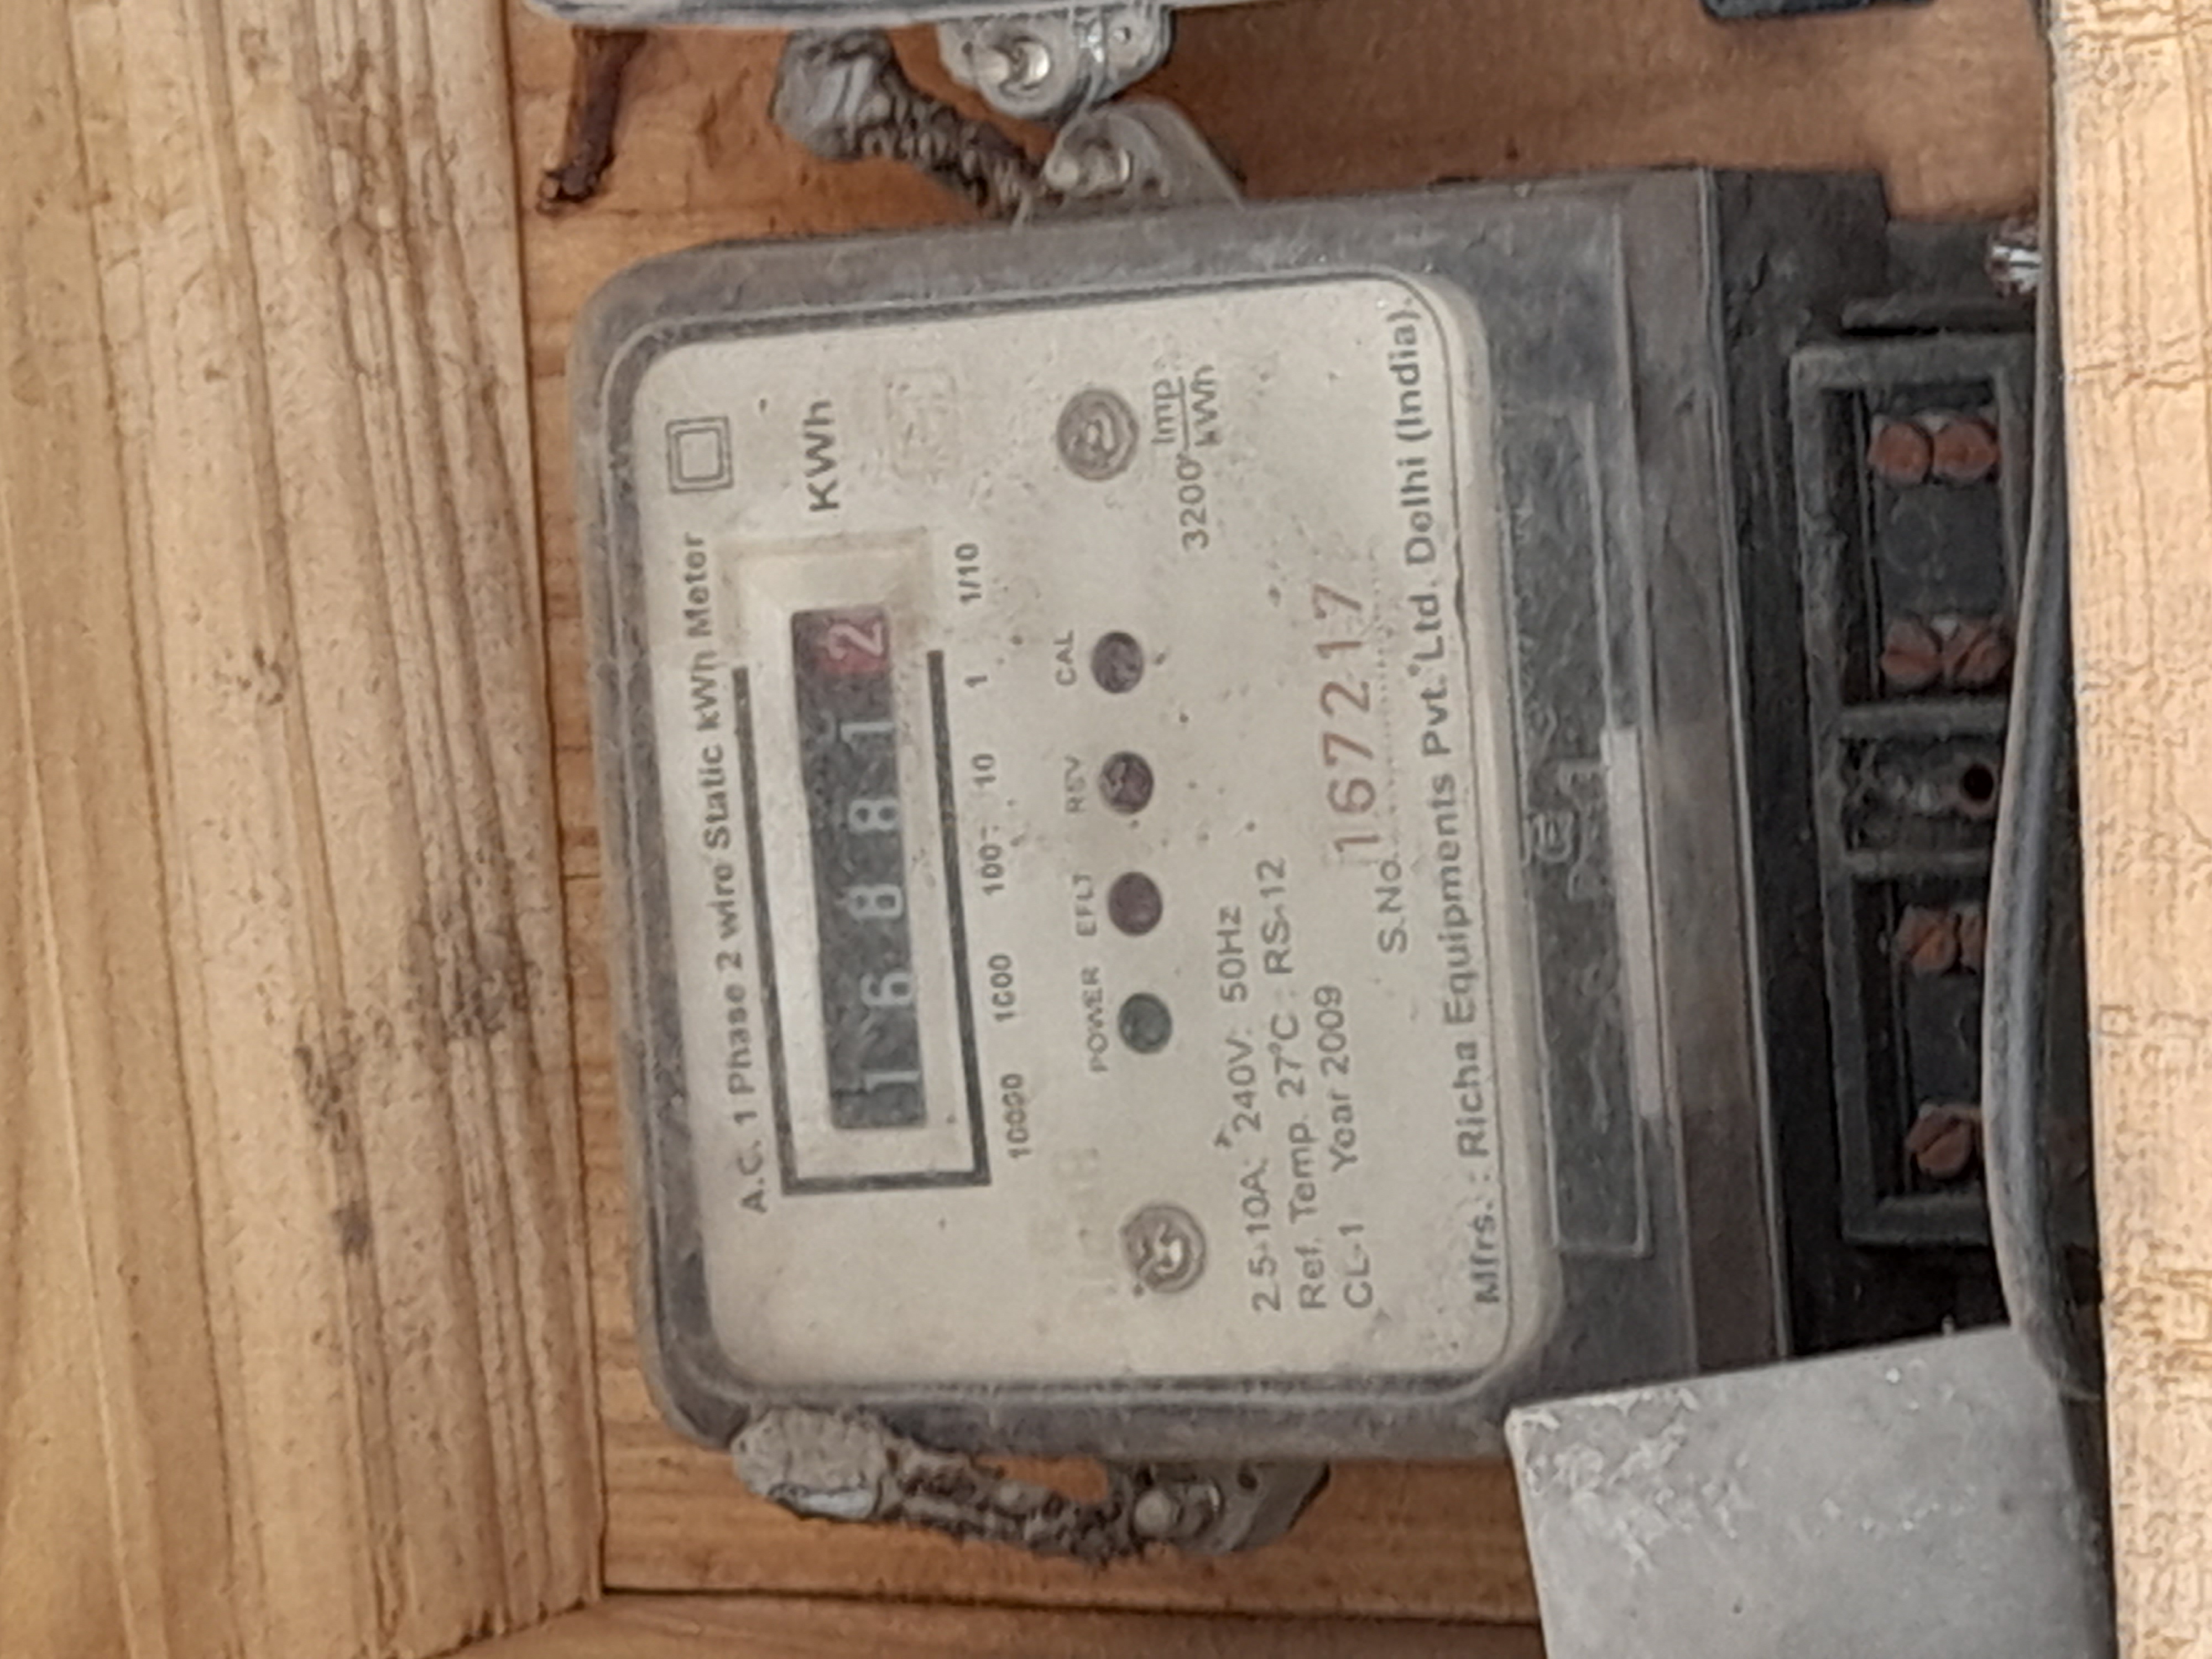 A.C. 1 Phase 2 wire Static kWh Meter
1 6 8 8 1 2
KWh
10000 1000 100 10 1 1/10
POWER EFLT RSV CAL
3200 Imp/kWh
2.5-10A. 240V. 50Hz
Ref. Temp. 27°C : RS-12
CL-1 Year 2009
S.No. 167217
Mfrs. : Richa Equipments Pvt. Ltd. Delhi (India).